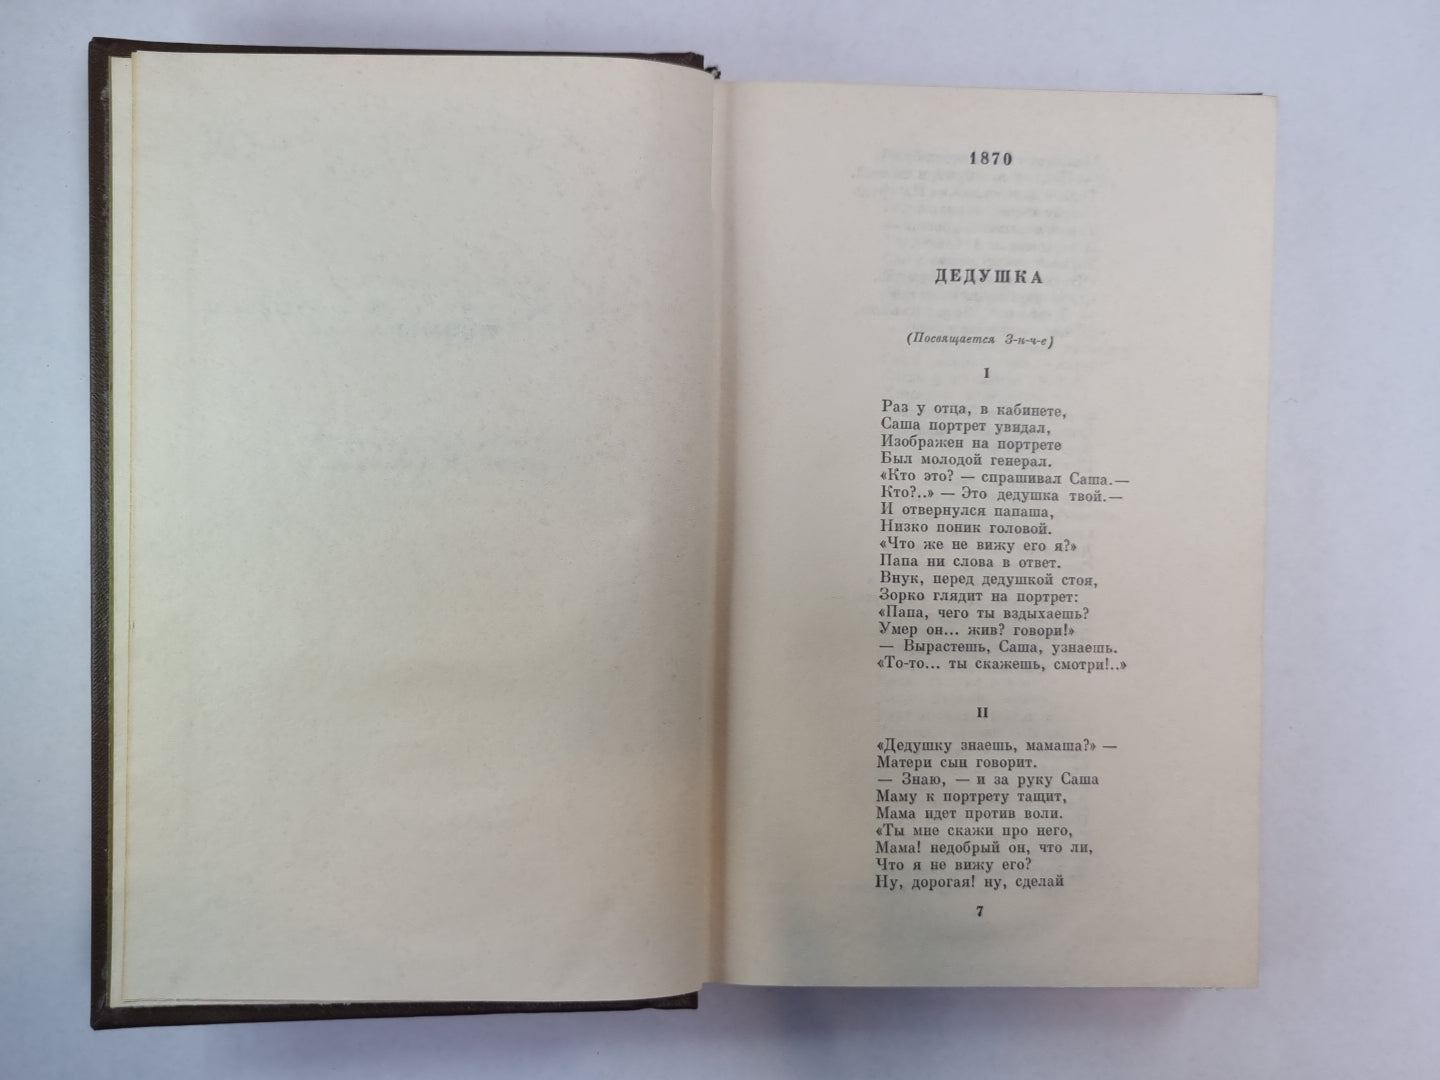 1870
ДЕДУШКА
(Посвящается З-н-ч-е)
I
Раз у отца, в кабинете,
Саша портрет увидал,
Изображен на портрете
Был молодой генерал.
«Кто это? — спрашивал Саша.—
Кто?..» — Это дедушка твой.—
И отвернулся папаша,
Низко поник головой.
«Что же не вижу его я?»
Папа ни слова в ответ.
Внук, перед дедушкой стоя,
Зорко глядит на портрет:
«Папа, чего ты вздыхаешь?
Умер он... жив? говори!»
— Вырастешь, Саша, узнаешь.
«То-то... ты скажешь, смотри!..»
II
«Дедушку знаешь, мамаша?» —
Матери сын говорит.
— Знаю, — и за руку Саша
Маму к портрету тащит,
Мама идет против воли.
«Ты мне скажи про него,
Мама! недобрый он, что ли,
Что я не вижу его?
Ну, дорогая! ну, сделай
7